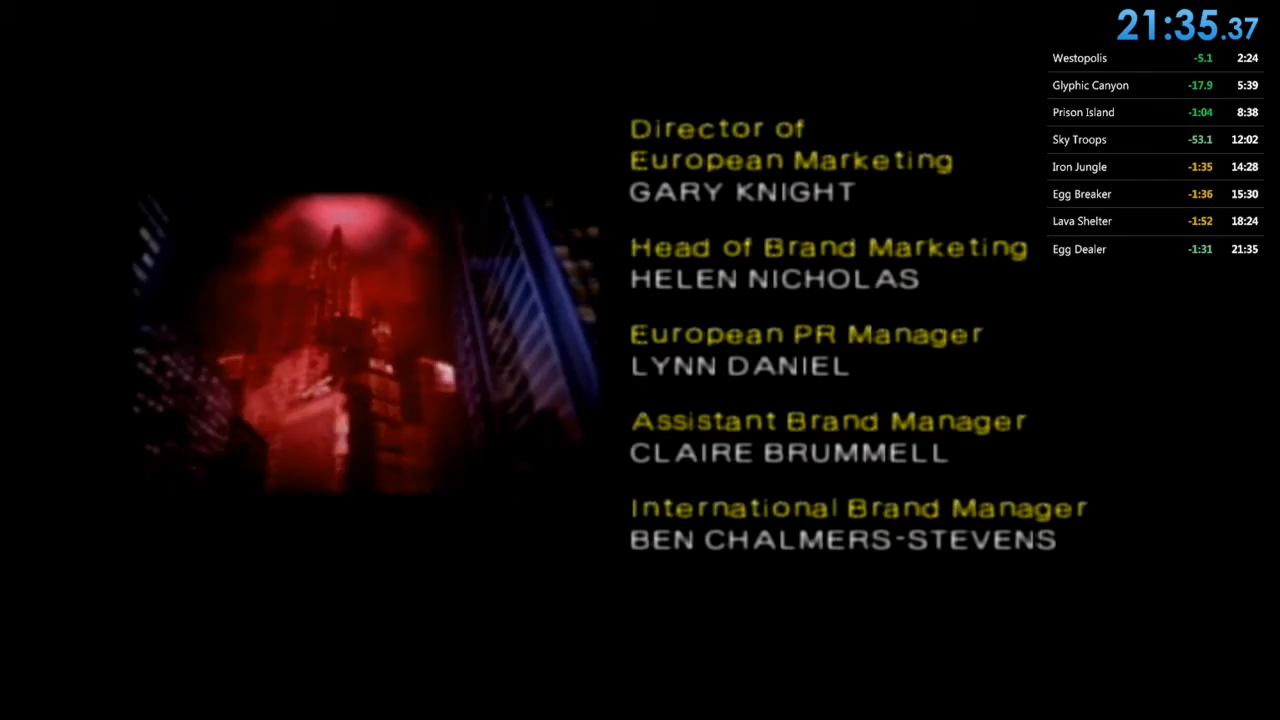 21:35.37
Westopolis -5.1 2:24
Glyphic Canyon -17.9 5:39
Prison Island -1:04 8:38
Sky Troops -53.1 12:02
Iron Jungle -1:35 14:28
Egg Breaker -1:36 15:30
Lava Shelter -1:52 18:24
Egg Dealer -1:31 21:35
Director of
European Marketing
GARY KNIGHT
Head of Brand Marketing
HELEN NICHOLAS
European PR Manager
LYNN DANIEL
Assistant Brand Manager
CLAIRE BRUMMELL
International Brand Manager
BEN CHALMERS-STEVENS